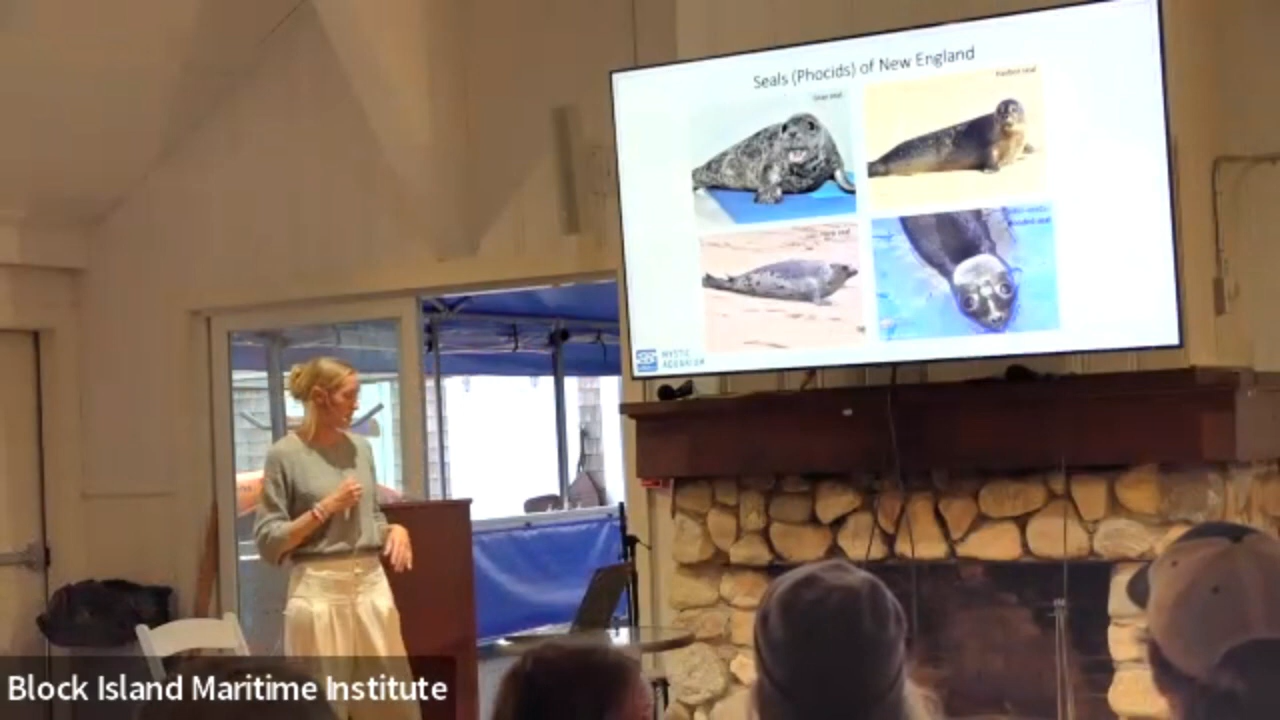 Seals (Phocids) of New England
Gray seal
Harbor seal
Harp seal
Hooded seal
MYSTIC
AQUARIUM
Block Island Maritime Institute